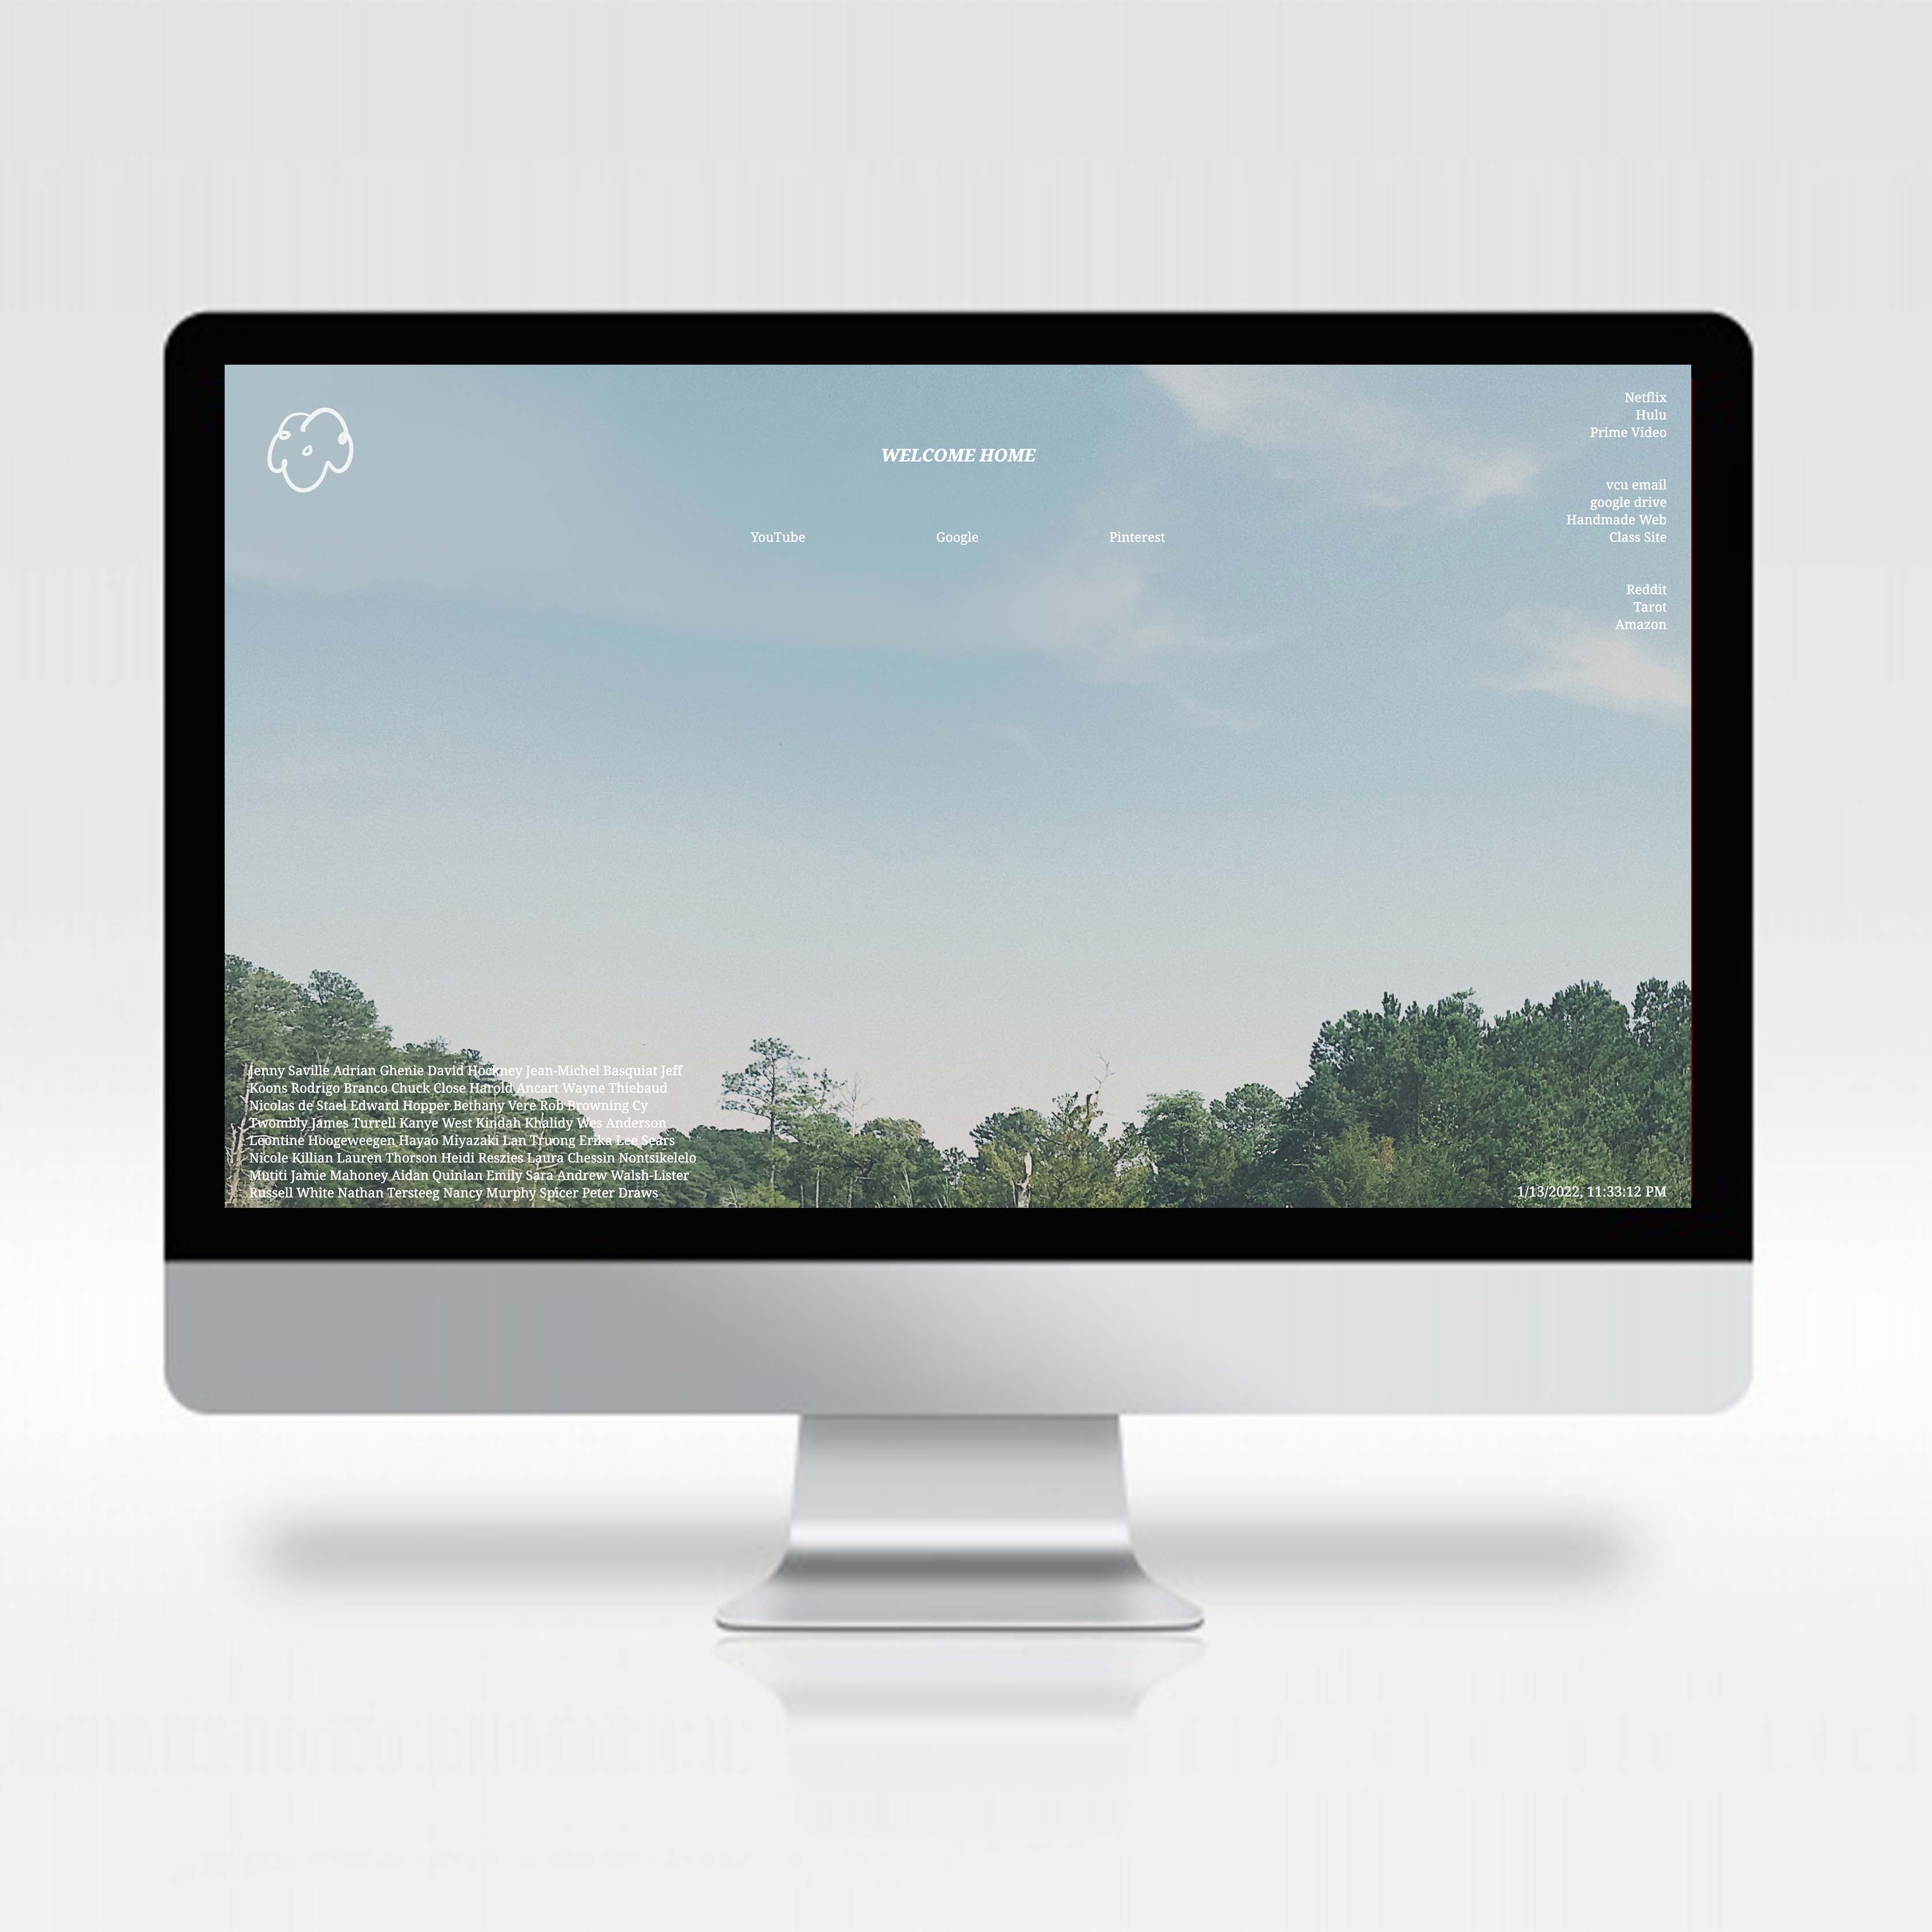 WELCOME HOME
YouTube
Google
Pinterest
Netflix
Hulu
Prime Video
vcu email
google drive
Handmade Web
Class Site
Reddit
Tarot
Amazon
Jenny Saville Adrian Ghenie David Hockney Jean-Michel Basquiat Jeff
Koons Rodrigo Branco Chuck Close Harold Ancart Wayne Thiebaud
Nicolas de Stael Edward Hopper Bethany Vere Rob Browning Cy
Twombly James Turrell Kanye West Kindah Khalidy Wes Anderson
Leontine Hoogeweegen Hayao Miyazaki Lan Truong Erika Lee Sears
Nicole Killian Lauren Thorson Heidi Reszies Laura Chessin Nontsikelelo
Mutiti Jamie Mahoney Aidan Quinlan Emily Sara Andrew Walsh-Lister
Russell White Nathan Tersteeg Nancy Murphy Spicer Peter Draws
1/13/2022, 11:33:12 PM